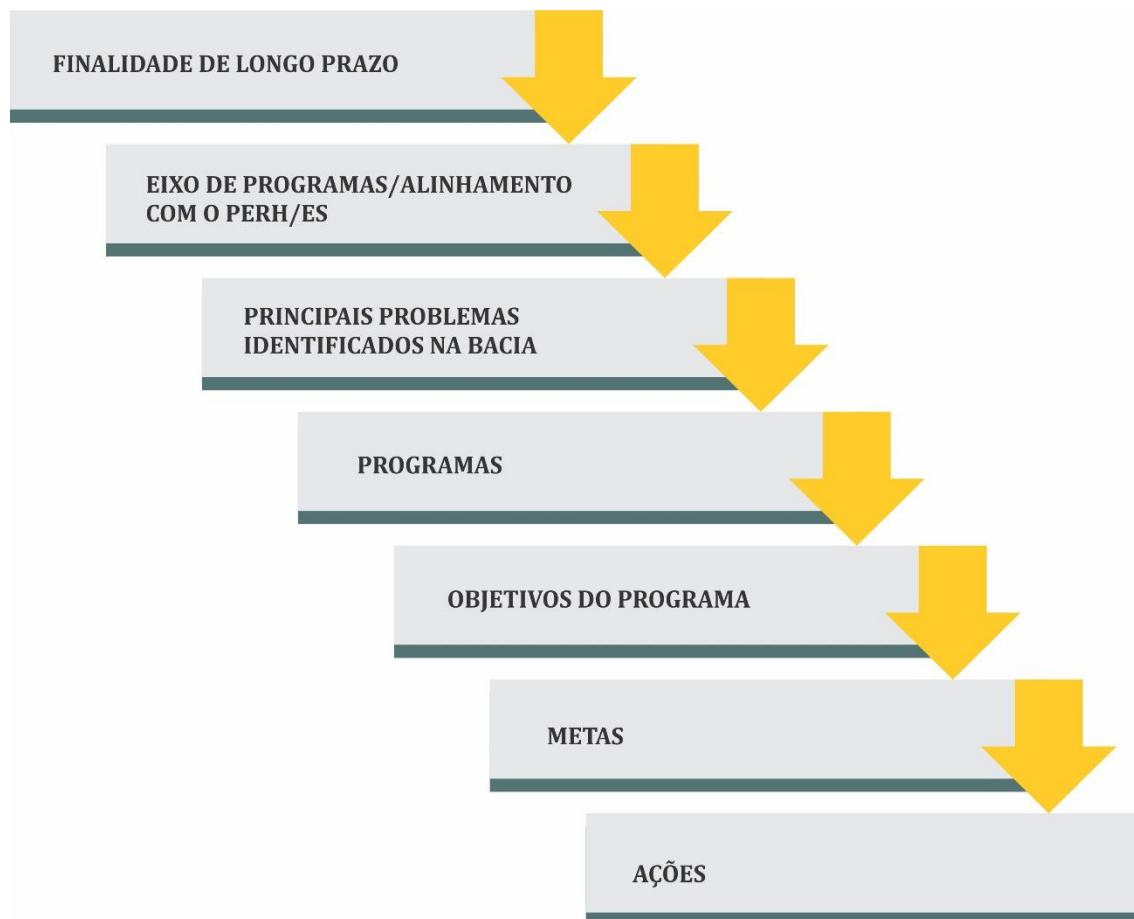 FINALIDADE DE LONGO PRAZO
EIXO DE PROGRAMAS/ALINHAMENTO
COM O PERH/ES
PRINCIPAIS PROBLEMAS
IDENTIFICADOS NA BACIA
PROGRAMAS
OBJETIVOS DO PROGRAMA
METAS
AÇÕES